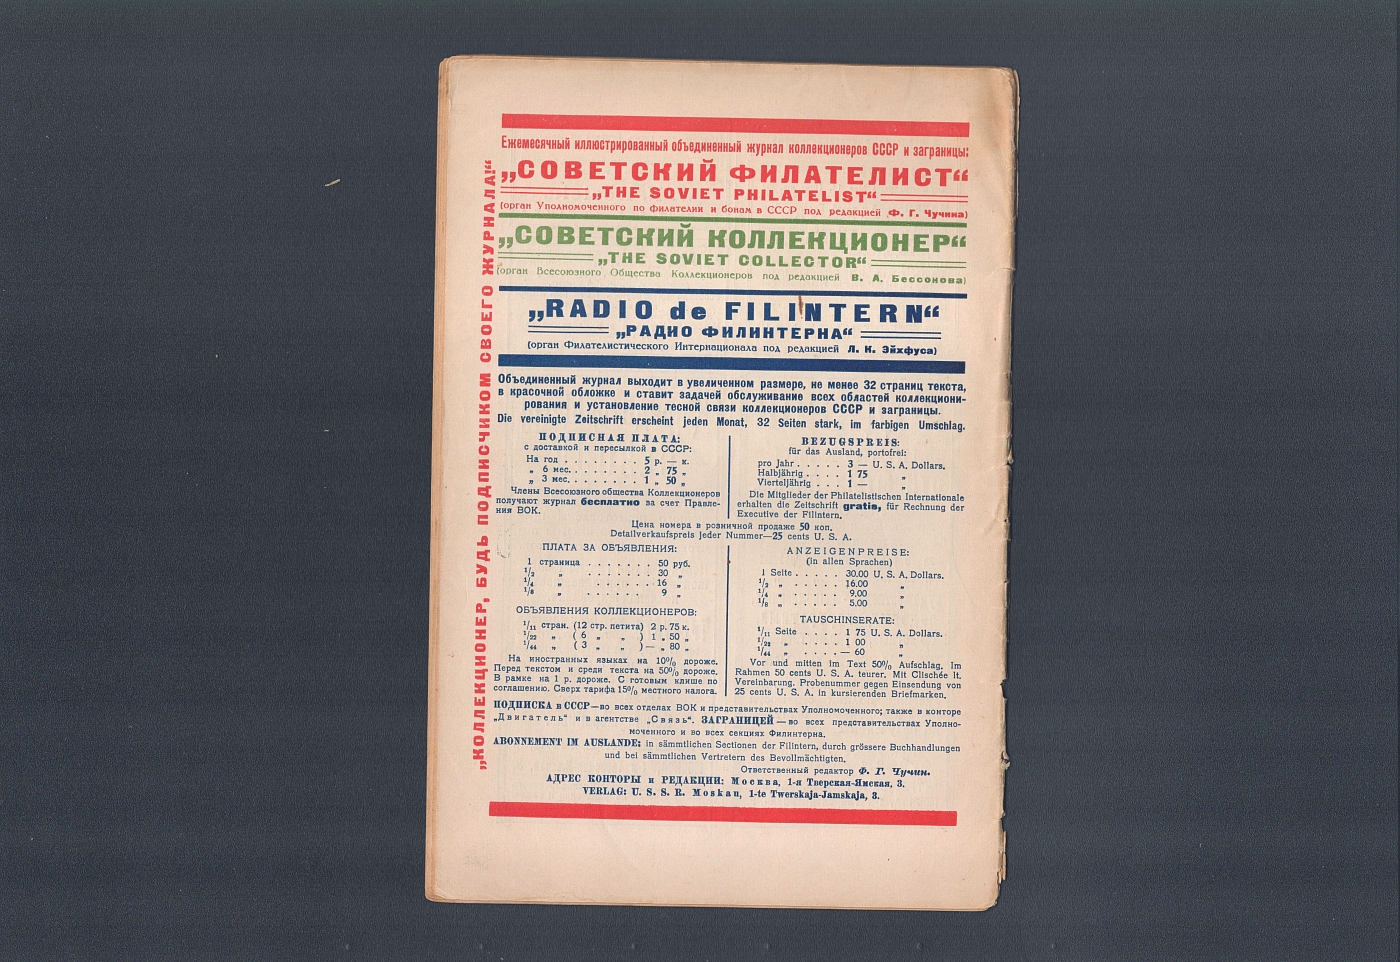 Ежемесячный иллюстрированный объединенный журнал коллекционеров СССР и заграницы:
„СОВЕТСКИЙ ФИЛАТЕЛИСТ“
„THE SOVIET PHILATELIST“
(орган Уполномоченного по филателии и бонам в СССР под редакцией Ф. Г. Чучина)
„СОВЕТСКИЙ КОЛЛЕКЦИОНЕР“
„THE SOVIET COLLECTOR“
(орган Всесоюзного Общества Коллекционеров под редакцией В. А. Бессонова)
„RADIO de FILINTERN“
„РАДИО ФИЛИНТЕРНА“
(орган Филателистического Интернационала под редакцией Л. К. Эйхфуса)
„КОЛЛЕКЦИОНЕР, БУДЬ ПОДПИСЧИКОМ СВОЕГО ЖУРНАЛА!“
Объединенный журнал выходит в увеличенном размере, не менее 32 страниц текста,
в красочной обложке и ставит задачей обслуживание всех областей коллекциони-
рования и установление тесной связи коллекционеров СССР и заграницы.
Die vereinigte Zeitschrift erscheint jeden Monat, 32 Seiten stark, im farbigen Umschlag.
ПОДПИСНАЯ ПЛАТА:
с доставкой и пересылкой в СССР:
На год . . . . . . . . . 5 р. — к.
„ 6 мес. . . . . . . . 2 „ 75 „
„ 3 мес. . . . . . . . 1 „ 50 „
Члены Всесоюзного общества Коллекционеров
получают журнал бесплатно за счет Правле-
ния ВОК.
BEZUGSPREIS:
für das Ausland, portofrei:
pro Jahr . . . . . 3 — U. S. A. Dollars.
Halbjährig . . . . 1 75 „
Vierteljährig . . . 1 — „
Die Mitglieder der Philatelistischen Internationale
erhalten die Zeitschrift gratis, für Rechnung der
Executive der Filintern.
Цена номера в розничной продаже 50 коп.
Detailverkaufspreis jeder Nummer—25 cents U. S. A.
ПЛАТА ЗА ОБЪЯВЛЕНИЯ:
1 страница . . . . . . . 50 руб.
1/2 „ . . . . . . . 30 „
1/4 „ . . . . . . . 16 „
1/8 „ . . . . . . 9 „
ОБЪЯВЛЕНИЯ КОЛЛЕКЦИОНЕРОВ:
1/11 стран. (12 стр. петита) 2 р. 75 к.
1/22 „ ( 6 „ „ ) 1 „ 50 „
1/44 „ ( 3 „ „ ) — „ 80 „
На иностранных языках на 10% дороже.
Перед текстом и среди текста на 50% дороже.
В рамке на 1 р. дороже. С готовым клише по
соглашению. Сверх тарифа 15% местного налога.
ANZEIGENPREISE:
(in allen Sprachen)
1 Seite . . . . . 30.00 U. S. A. Dollars.
1/2 „ . . . . . 16.00 „
1/4 „ . . . . . 9.00 „
1/8 „ . . . . . 5.00 „
TAUSCHINSERATE:
1/11 Seite . . . . 1 75 U. S. A. Dollars.
1/22 „ . . . . 1 00 „
1/44 „ . . . . — 60 „
Vor und mitten im Text 50% Aufschlag. Im
Rahmen 50 cents U. S. A. teurer. Mit Clischée lt.
Vereinbarung. Probenummer gegen Einsendung von
25 cents U. S. A. in kursierenden Briefmarken.
ПОДПИСКА в СССР—во всех отделах ВОК и представительствах Уполномоченного; также в конторе
„Двигатель“ и в агентстве „Связь“. ЗАГРАНИЦЕЙ—во всех представительствах Уполно-
моченного и во всех секциях Филинтерна.
ABONNEMENT IM AUSLANDE: in sämmtlichen Sectionen der Filintern, durch grössere Buchhandlungen
und bei sämmtlichen Vertretern des Bevollmächtigten.
Ответственный редактор Ф. Г. Чучин.
АДРЕС КОНТОРЫ и РЕДАКЦИИ: Москва, 1-я Тверская-Ямская, 3.
VERLAG: U. S. S. R. Moskau, 1-te Twerskaja-Jamskaja, 3.